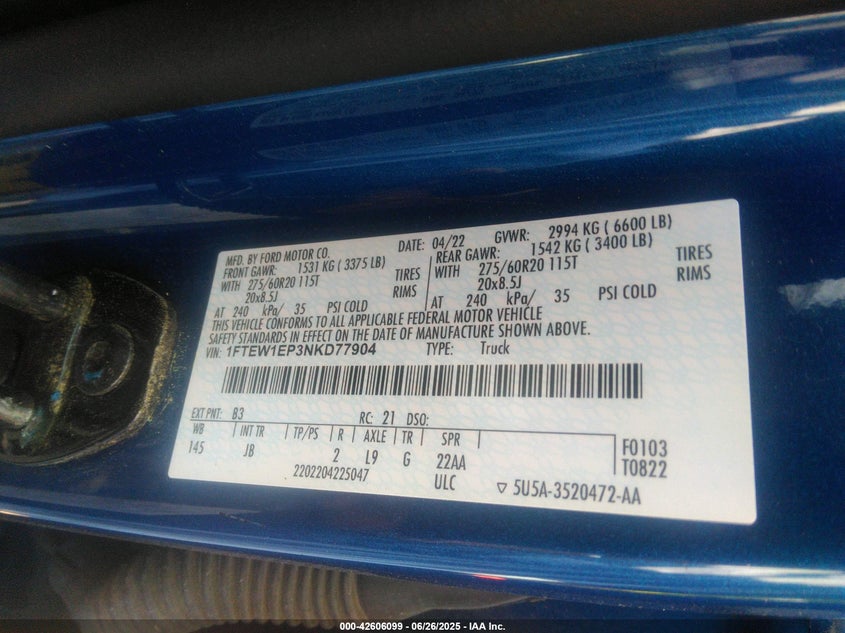 MFD. BY FORD MOTOR CO. DATE: 04/22 GVWR: 2994 KG ( 6600 LB)
FRONT GAWR: 1531 KG ( 3375 LB) REAR GAWR: 1542 KG ( 3400 LB)
WITH 275/60R20 115T TIRES WITH 275/60R20 115T TIRES
20x8.5J RIMS 20x8.5J RIMS
AT 240 kPa/ 35 PSI COLD AT 240 kPa/ 35 PSI COLD
THIS VEHICLE CONFORMS TO ALL APPLICABLE FEDERAL MOTOR VEHICLE
SAFETY STANDARDS IN EFFECT ON THE DATE OF MANUFACTURE SHOWN ABOVE.
VIN: 1FTEW1EP3NKD77904 TYPE: Truck
EXT PNT: B3 RC: 21 DSO:
WB INT TR TP/PS R AXLE TR SPR F0103
145 JB 2 L9 G 22AA T0822
2202204225047 ULC ▽ 5U5A-3520472-AA
000-42606099 - 06/26/2025 - IAA Inc.